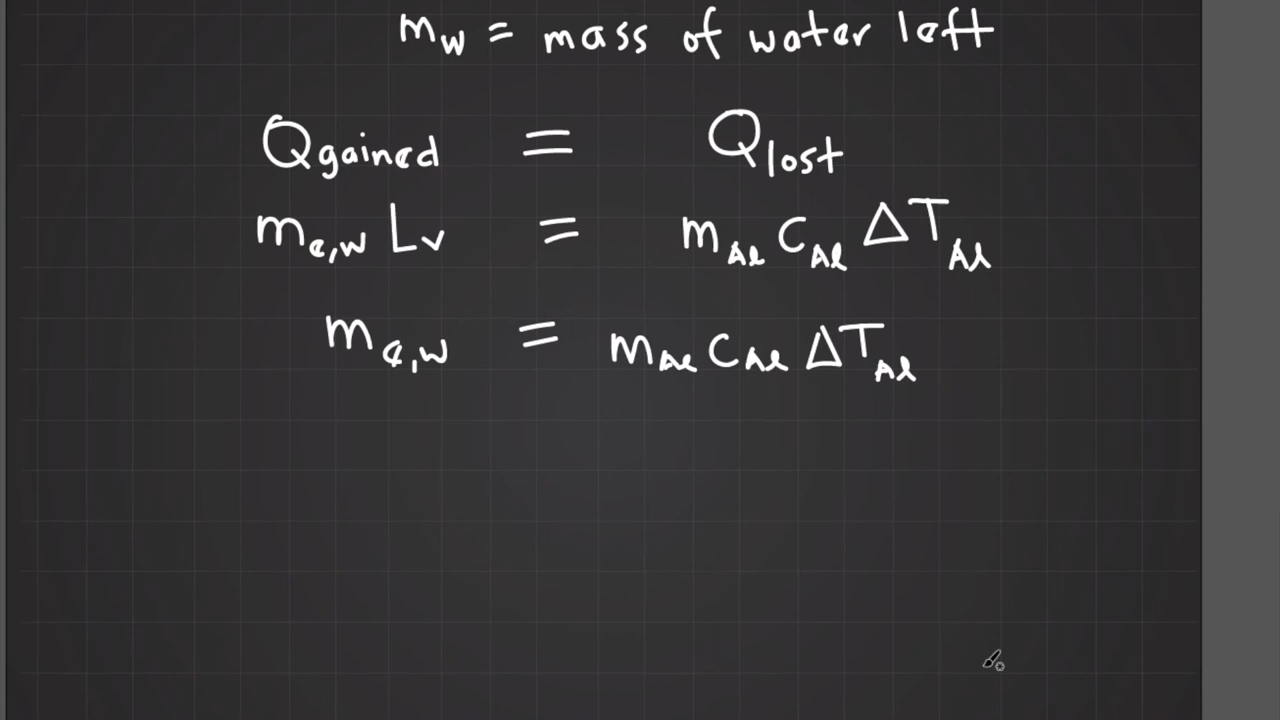 m_w = mass of water left
Q_gained = Q_lost
m_e,w L_v = m_Al c_Al ΔT_Al
m_e,w = m_Al c_Al ΔT_Al